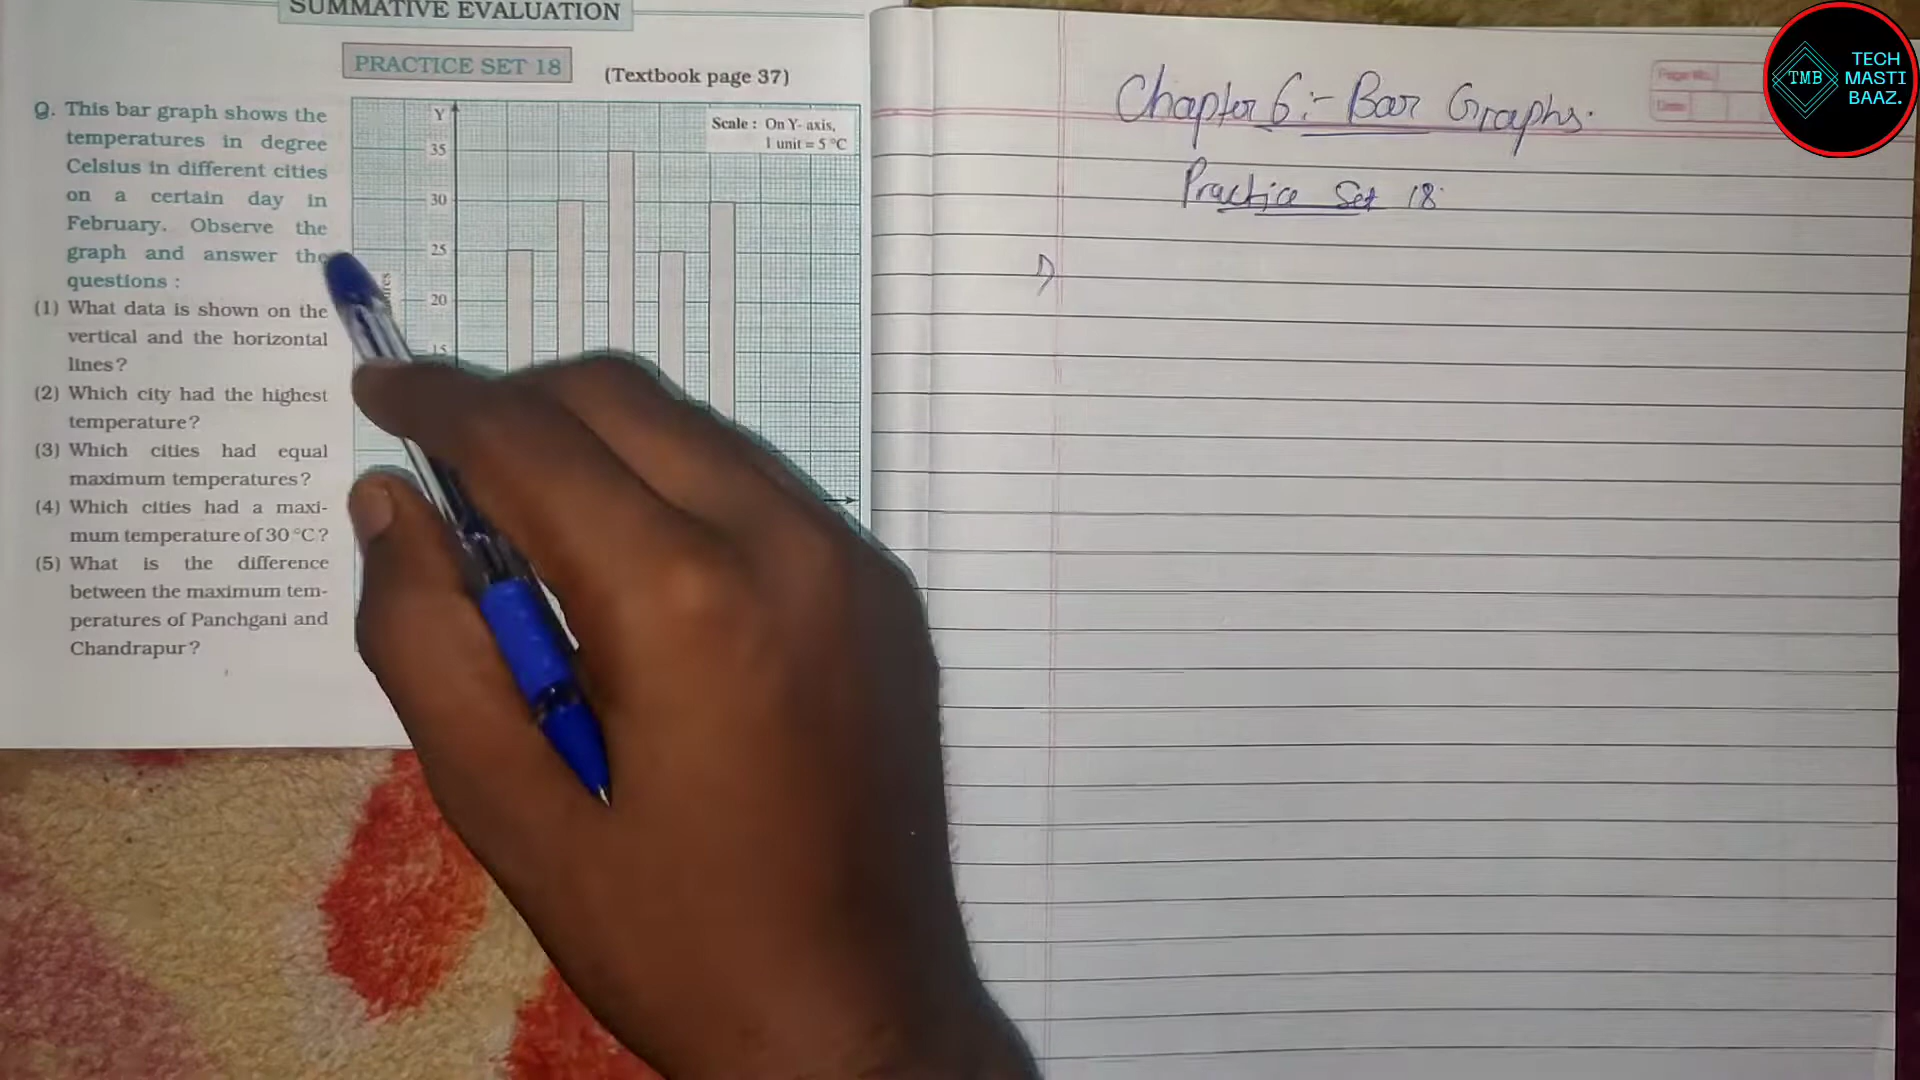 SUMMATIVE EVALUATION
PRACTICE SET 18
(Textbook page 37)
Q. This bar graph shows the
temperatures in degree
Celsius in different cities
on a certain day in
February. Observe the
graph and answer the
questions :
(1) What data is shown on the
vertical and the horizontal
lines?
(2) Which city had the highest
temperature?
(3) Which cities had equal
maximum temperatures?
(4) Which cities had a maxi-
mum temperature of 30 °C?
(5) What is the difference
between the maximum tem-
peratures of Panchgani and
Chandrapur?
Y
Scale : On Y- axis,
1 unit = 5 °C
35
30
25
20
15
Chapter 6:- Bar Graphs.
Practice Set 18
1)
Page No.
Date
TMB
TECH
MASTI
BAAZ.